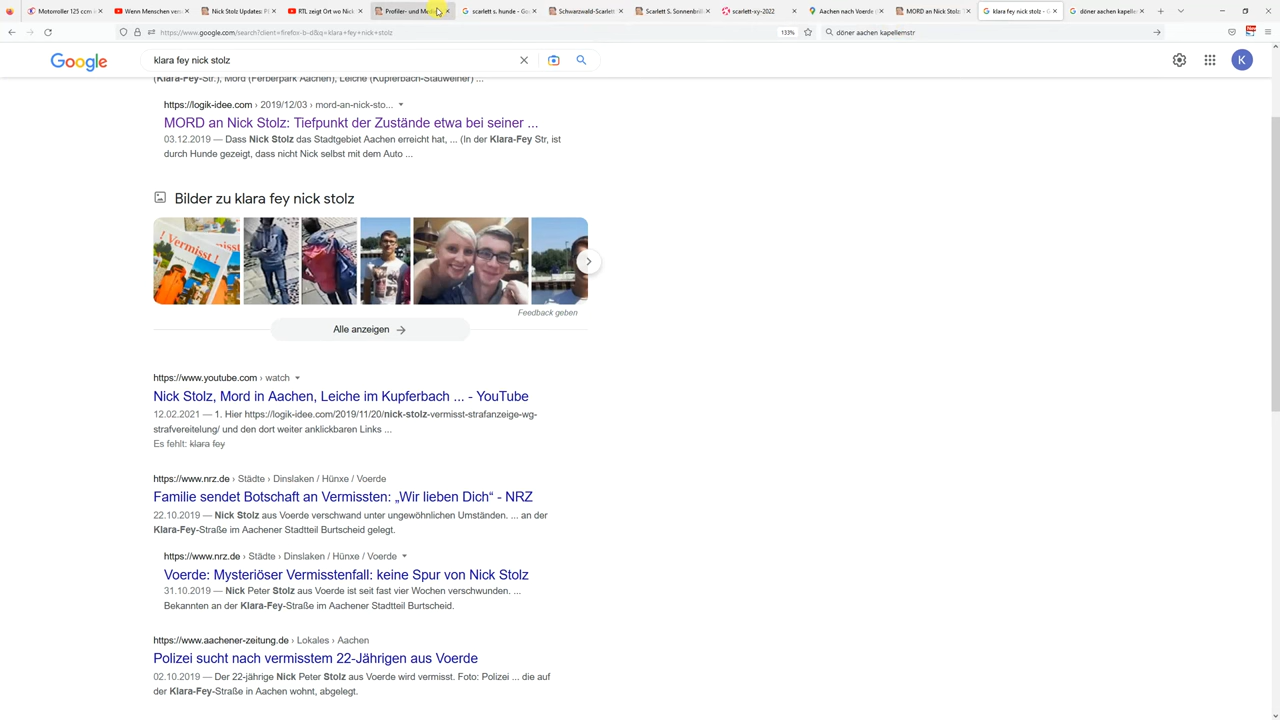 Motorroller 125 ccm
Wenn Menschen ver
Nick Stolz Updates:
RTL zeigt Ort wo Nic
Profiler- und
scarlett s. hunde - Go
Schwarzwald-Scarlett
Scarlett S. Sonnenbril
scarlett-xy-2022
Aachen nach Voerde
MORD an Nick Stolz:
klara fey nick stolz -
döner aachen kapelle
https://www.google.com/search?client=firefox-b-d&q=klara+fey+nick+stolz
133%
döner aachen kapellemstr
Google
klara fey nick stolz
K
(Klara-Fey-Str.), Mord (Ferberpark Aachen), Leiche (Kupferbach-Stauweiher) ...
https://logik-idee.com › 2019/12/03 › mord-an-nick-sto...
MORD an Nick Stolz: Tiefpunkt der Zustände etwa bei seiner ...
03.12.2019 — Dass Nick Stolz das Stadtgebiet Aachen erreicht hat, ... (In der Klara-Fey Str, ist
durch Hunde gezeigt, dass nicht Nick selbst mit dem Auto ...
Bilder zu klara fey nick stolz
! Vermisst !
Feedback geben
Alle anzeigen
https://www.youtube.com › watch
Nick Stolz, Mord in Aachen, Leiche im Kupferbach ... - YouTube
12.02.2021 — 1. Hier https://logik-idee.com/2019/11/20/nick-stolz-vermisst-strafanzeige-wg-
strafvereitelung/ und den dort weiter anklickbaren Links ...
Es fehlt: klara fey
https://www.nrz.de › Städte › Dinslaken / Hünxe / Voerde
Familie sendet Botschaft an Vermissten: „Wir lieben Dich“ - NRZ
22.10.2019 — Nick Stolz aus Voerde verschwand unter ungewöhnlichen Umständen. ... an der
Klara-Fey-Straße im Aachener Stadtteil Burtscheid gelegt.
https://www.nrz.de › Städte › Dinslaken / Hünxe / Voerde
Voerde: Mysteriöser Vermisstenfall: keine Spur von Nick Stolz
31.10.2019 — Nick Peter Stolz aus Voerde ist seit fast vier Wochen verschwunden. ...
Bekannten an der Klara-Fey-Straße im Aachener Stadtteil Burtscheid.
https://www.aachener-zeitung.de › Lokales › Aachen
Polizei sucht nach vermisstem 22-Jährigen aus Voerde
02.10.2019 — Der 22-jährige Nick Peter Stolz aus Voerde wird vermisst. Foto: Polizei ... die auf
der Klara-Fey-Straße in Aachen wohnt, abgelegt.